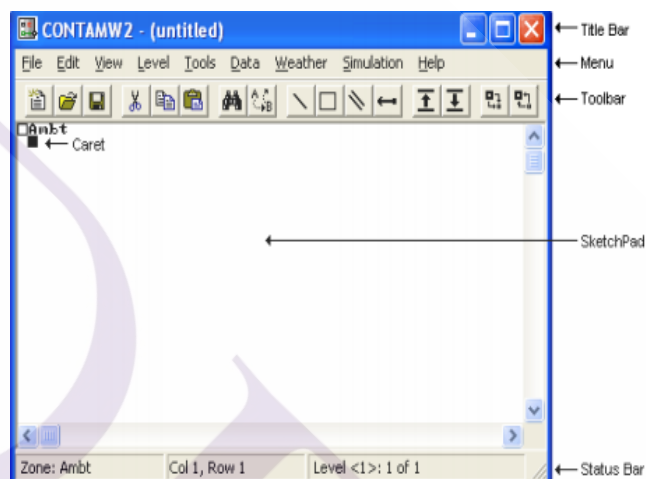 CONTAMW2 - (untitled)
Title Bar
File Edit View Level Tools Data Weather Simulation Help
Menu
Toolbar
Ambt
Caret
SketchPad
Zone: Ambt Col 1, Row 1 Level <1>: 1 of 1
Status Bar